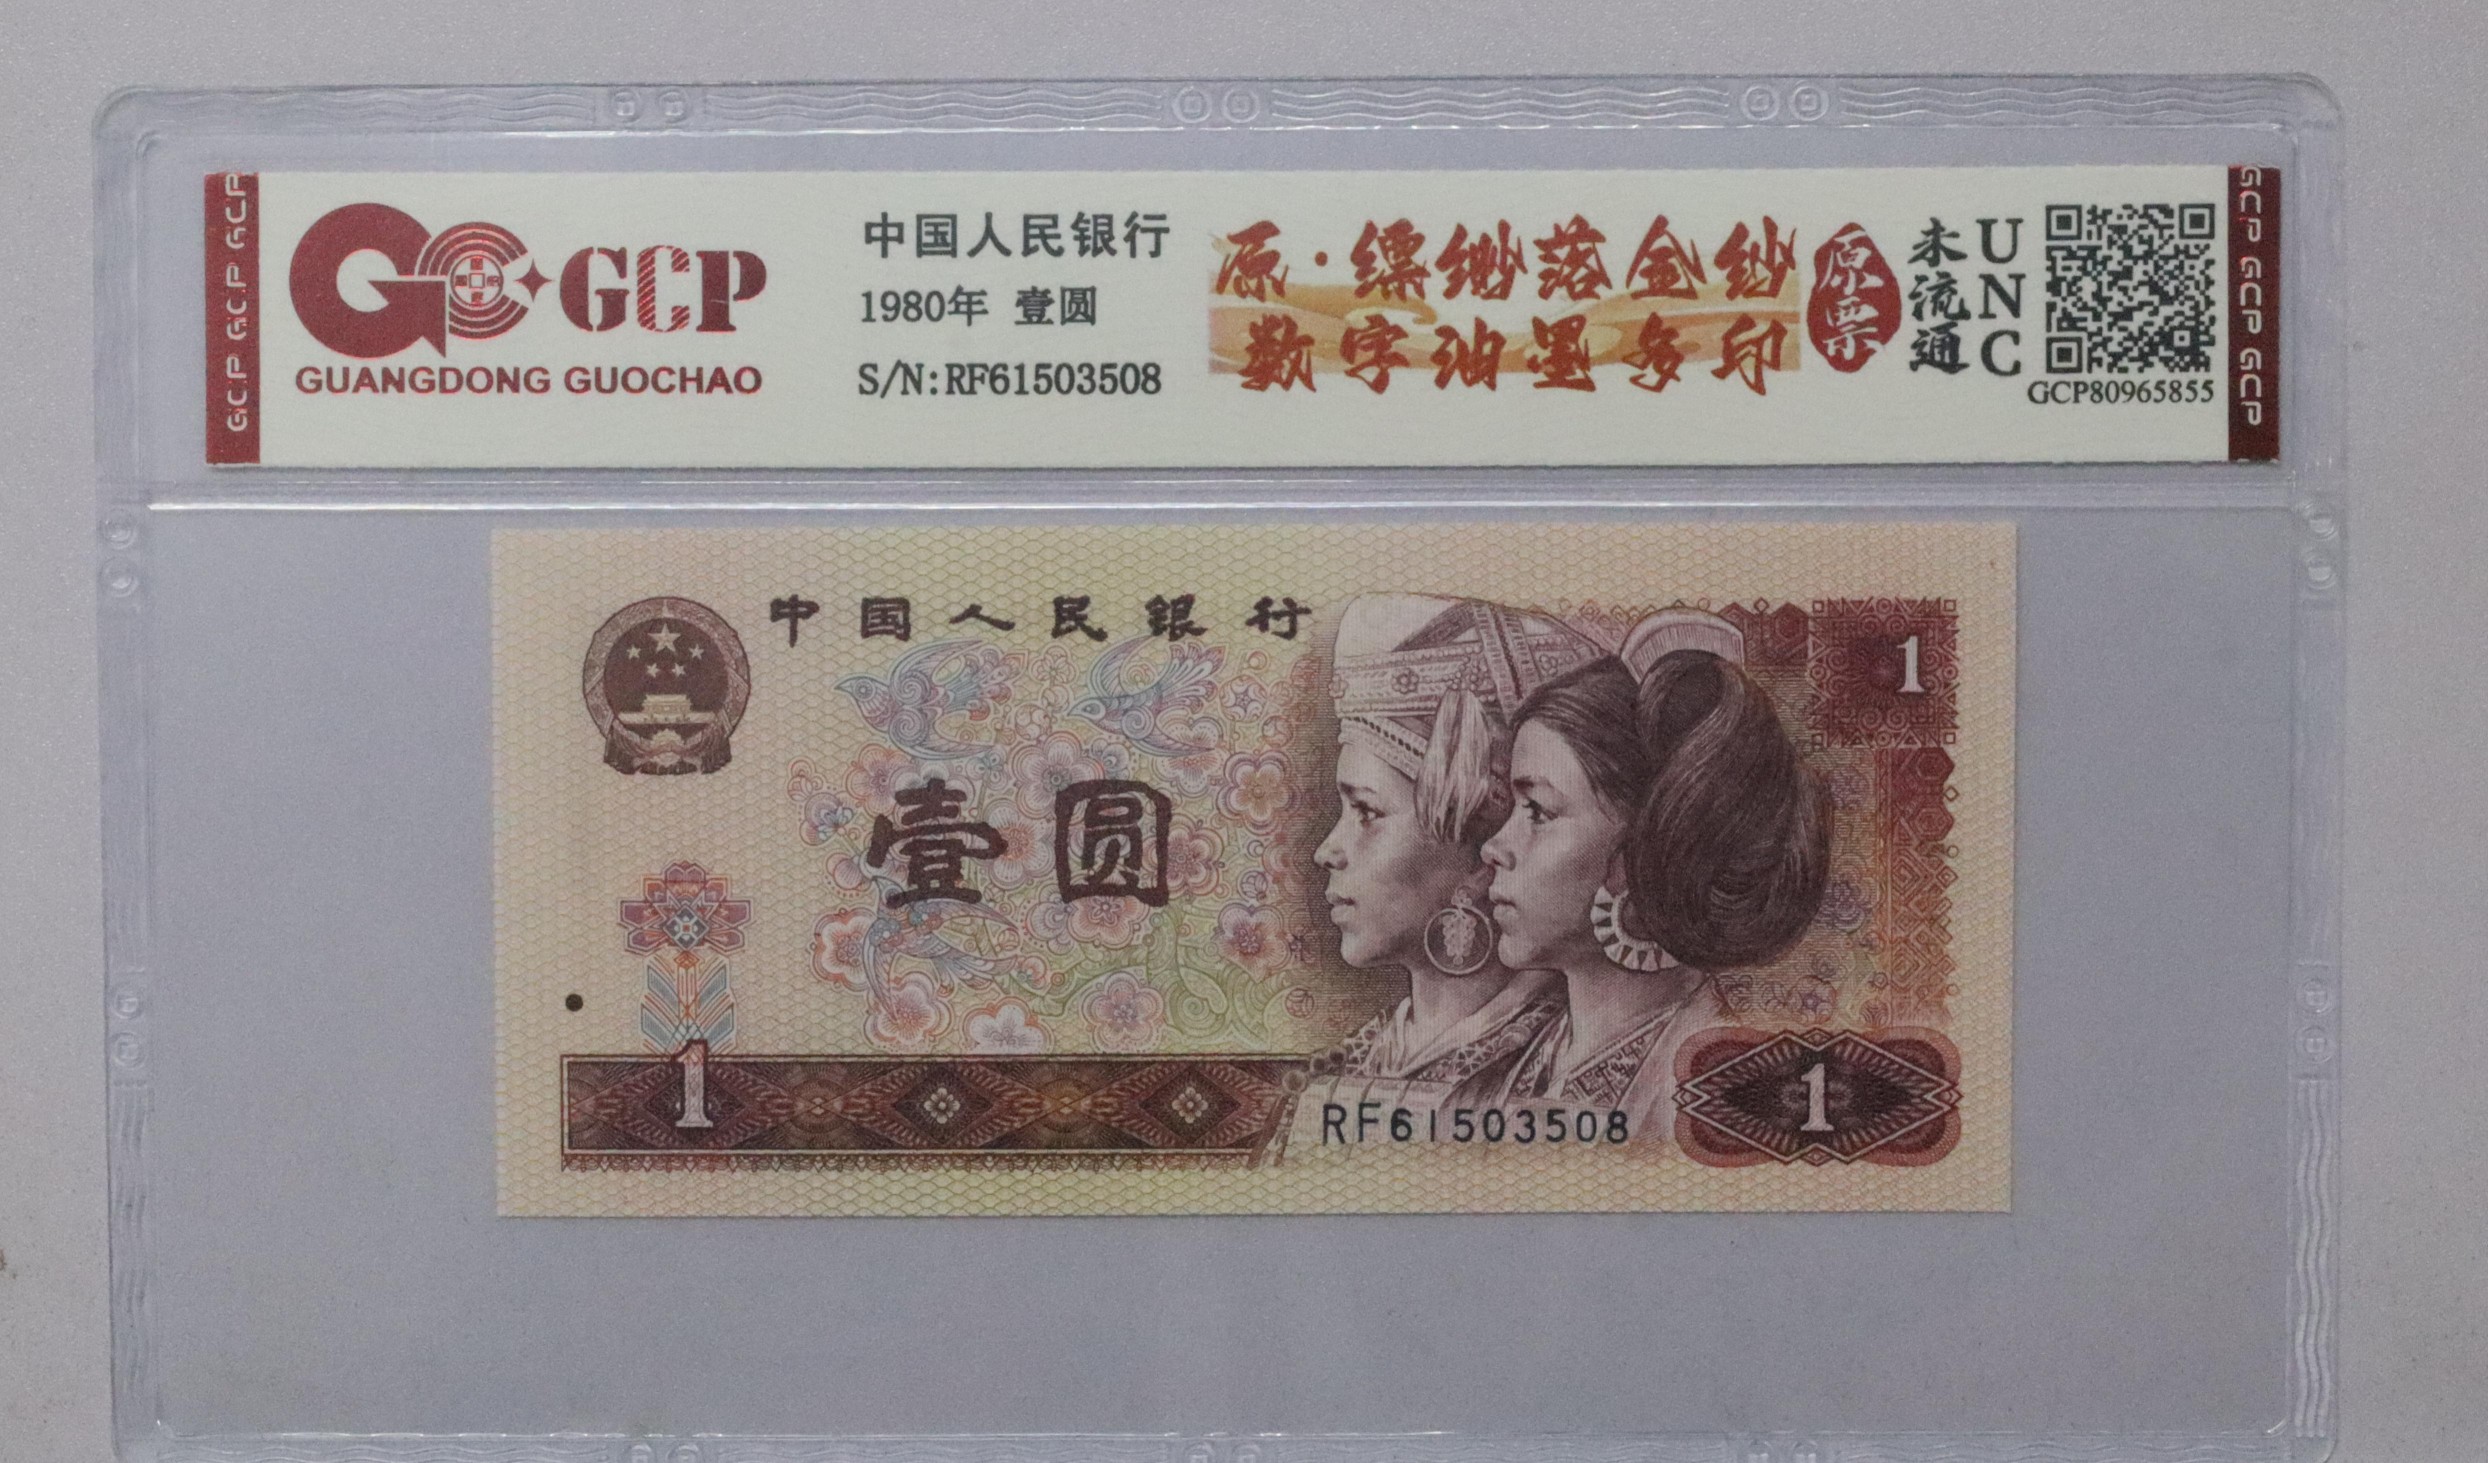 GCP GCP GCP
GCP
GUANGDONG GUOCHAO
中国人民银行
1980年 壹圆
S/N:RF61503508
原·缥缈落金纱
数字油墨多印
原票
未流通
UNC
GCP80965855
GCP GCP GCP
中国人民银行
1
壹圆
1
RF61503508
1